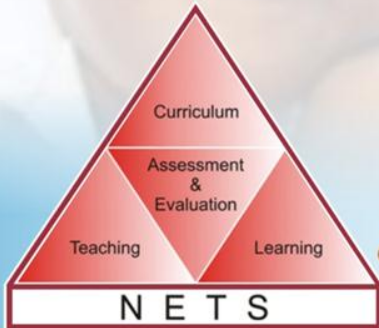 Curriculum
Assessment
&
Evaluation
Teaching
Learning
N E T S